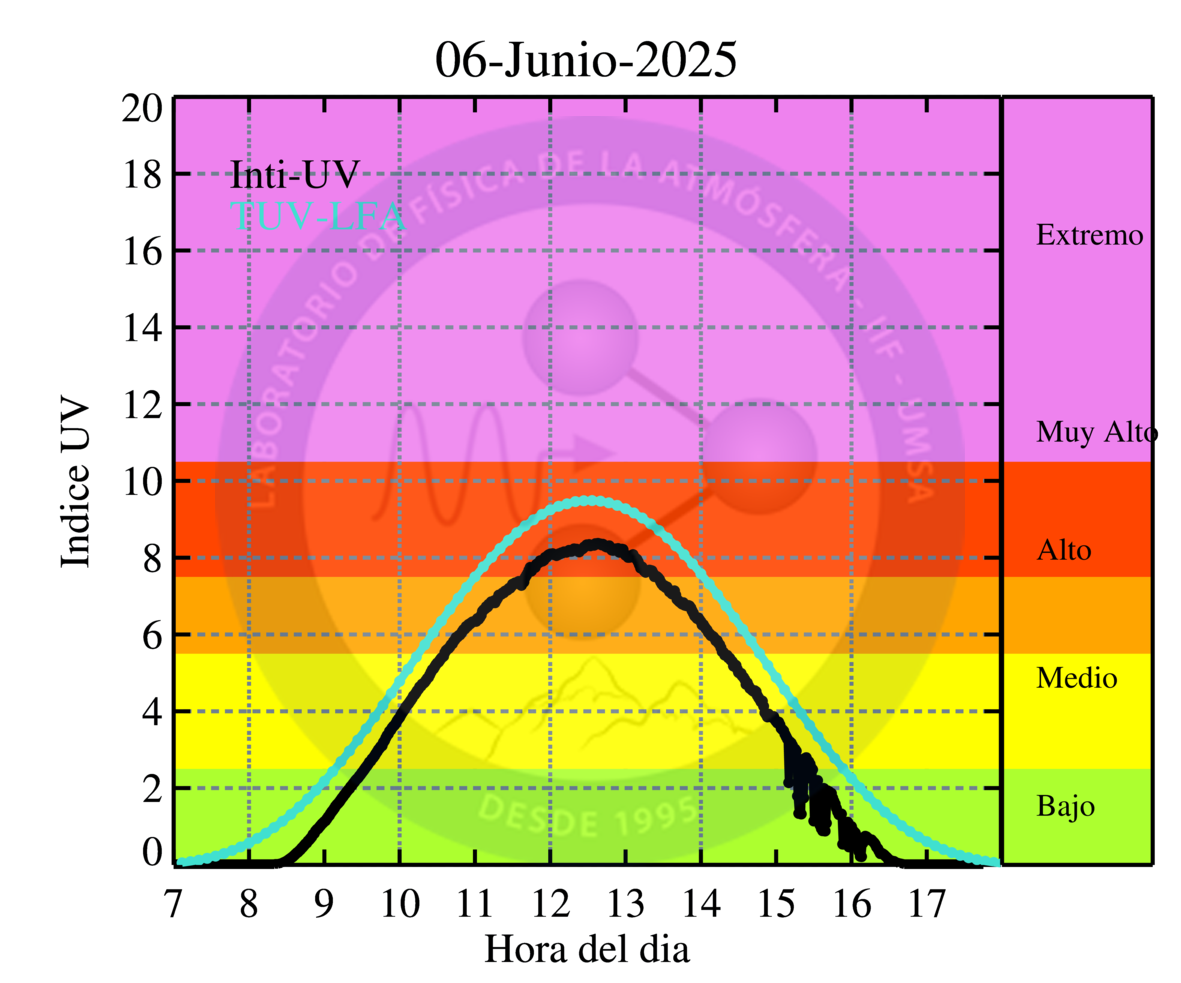 06-Junio-2025
20
18
16
14
12
10
8
6
4
2
0
Indice UV
Inti-UV
TUV-LFA
LABORATORIO DE FÍSICA DE LA ATMÓSFERA - IIF - UMSA
DESDE 1995
Extremo
Muy Alto
Alto
Medio
Bajo
7 8 9 10 11 12 13 14 15 16 17
Hora del dia